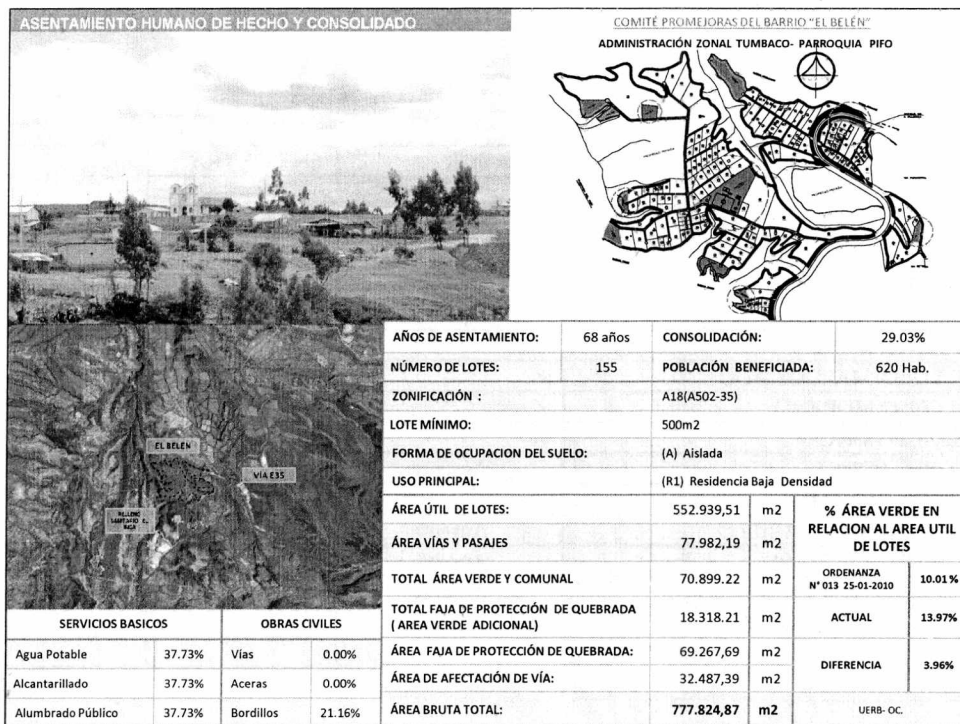 ASENTAMIENTO HUMANO DE HECHO Y CONSOLIDADO
COMITÉ PROMEJORAS DEL BARRIO "EL BELÉN"
ADMINISTRACIÓN ZONAL TUMBACO- PARROQUIA PIFO
EL BELEN
VÍA E35
RELLENO
SANITARIO EL
INGA
AÑOS DE ASENTAMIENTO: 68 años CONSOLIDACIÓN: 29.03%
NÚMERO DE LOTES: 155 POBLACIÓN BENEFICIADA: 620 Hab.
ZONIFICACIÓN : A18(A502-35)
LOTE MÍNIMO: 500m2
FORMA DE OCUPACION DEL SUELO: (A) Aislada
USO PRINCIPAL: (R1) Residencia Baja Densidad
ÁREA ÚTIL DE LOTES: 552.939,51 m2
ÁREA VÍAS Y PASAJES 77.982,19 m2
TOTAL ÁREA VERDE Y COMUNAL 70.899.22 m2
TOTAL FAJA DE PROTECCIÓN DE QUEBRADA
( AREA VERDE ADICIONAL) 18.318.21 m2
ÁREA FAJA DE PROTECCIÓN DE QUEBRADA: 69.267,69 m2
ÁREA DE AFECTACIÓN DE VÍA: 32.487,39 m2
ÁREA BRUTA TOTAL: 777.824,87 m2
% ÁREA VERDE EN
RELACION AL AREA UTIL
DE LOTES
ORDENANZA
N° 013 25-01-2010 10.01%
ACTUAL 13.97%
DIFERENCIA 3.96%
UERB- OC.
SERVICIOS BASICOS OBRAS CIVILES
Agua Potable 37.73% Vías 0.00%
Alcantarillado 37.73% Aceras 0.00%
Alumbrado Público 37.73% Bordillos 21.16%